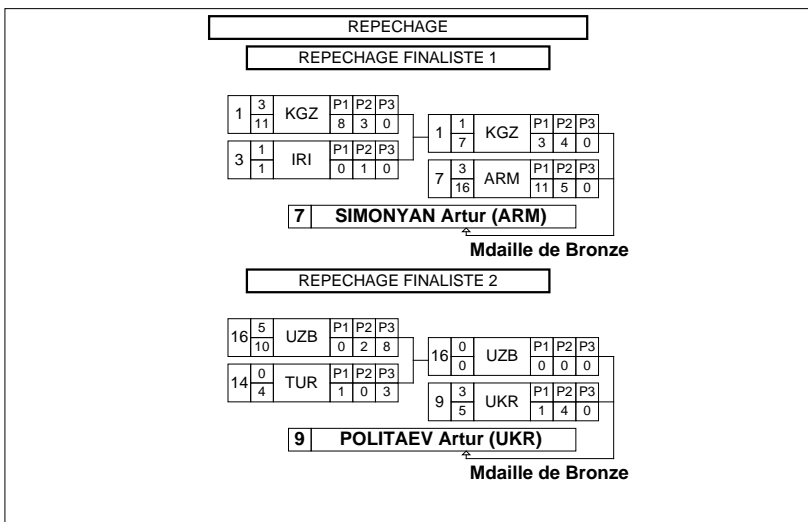 REPECHAGE
REPECHAGE FINALISTE 1
1 3 11 KGZ P1 P2 P3 8 3 0
3 1 1 IRI P1 P2 P3 0 1 0
1 1 7 KGZ P1 P2 P3 3 4 0
7 3 16 ARM P1 P2 P3 11 5 0
7 SIMONYAN Artur (ARM)
Mdaille de Bronze
REPECHAGE FINALISTE 2
16 5 10 UZB P1 P2 P3 0 2 8
14 0 4 TUR P1 P2 P3 1 0 3
16 0 0 UZB P1 P2 P3 0 0 0
9 3 5 UKR P1 P2 P3 1 4 0
9 POLITAEV Artur (UKR)
Mdaille de Bronze